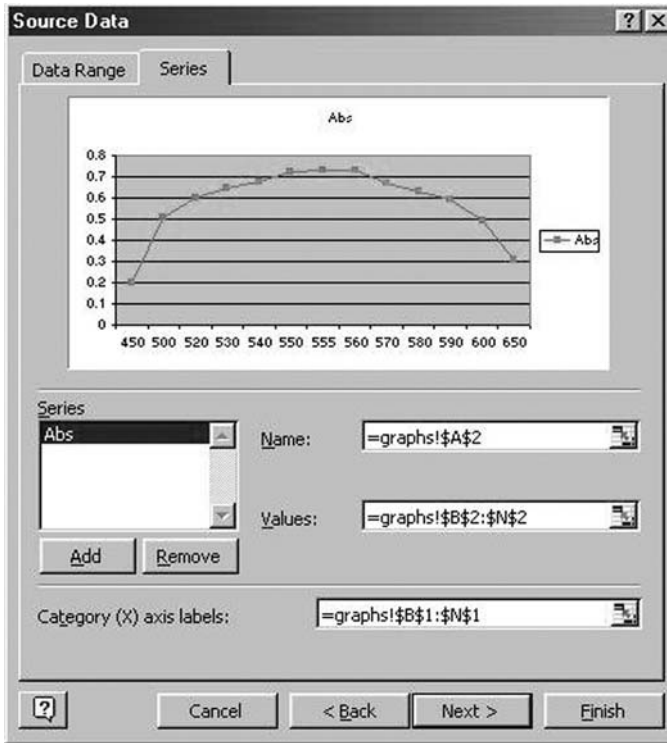 Source Data
Data Range Series
Abs
0.8
0.7
0.6
0.5
0.4
0.3
0.2
0.1
0
450 500 520 530 540 550 555 560 570 580 590 600 650
Abs
Series
Abs
Name: =graphs!$A$2
Values: =graphs!$B$2:$N$2
Add Remove
Category (X) axis labels: =graphs!$B$1:$N$1
Cancel < Back Next > Finish